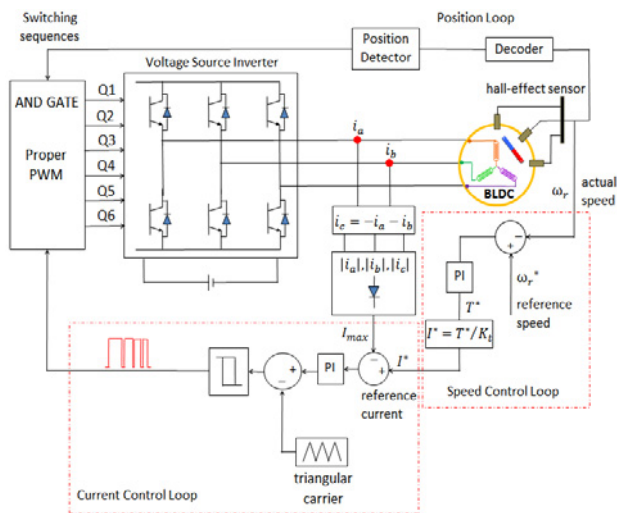 Switching
sequences
Position Loop
Position
Detector
Decoder
Voltage Source Inverter
hall-effect sensor
AND GATE
Proper
PWM
Q1
Q2
Q3
Q4
Q5
Q6
i_a
i_b
BLDC
ω_r
actual
speed
i_c = −i_a − i_b
|i_a|,|i_b|,|i_c|
−
+
PI
ω_r*
reference
speed
T*
I* = T*/K_t
I_max
I*
−
+
PI
+
−
reference
current
Speed Control Loop
triangular
carrier
Current Control Loop